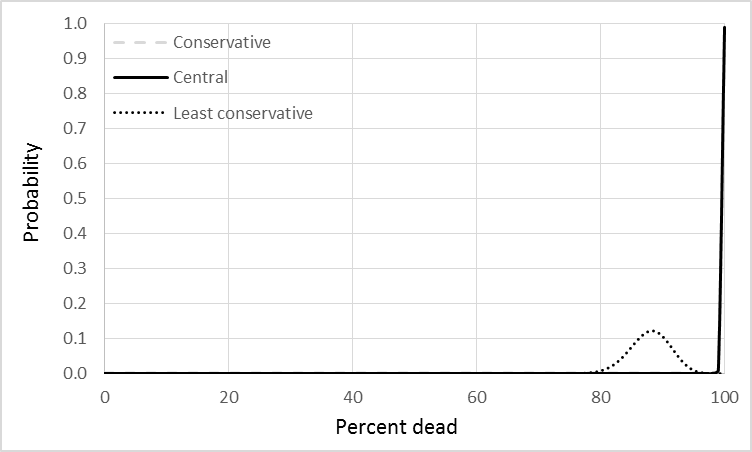 1.0
0.9
0.8
0.7
0.6
0.5
0.4
0.3
0.2
0.1
0.0
Probability
Conservative
Central
Least conservative
0 20 40 60 80 100
Percent dead